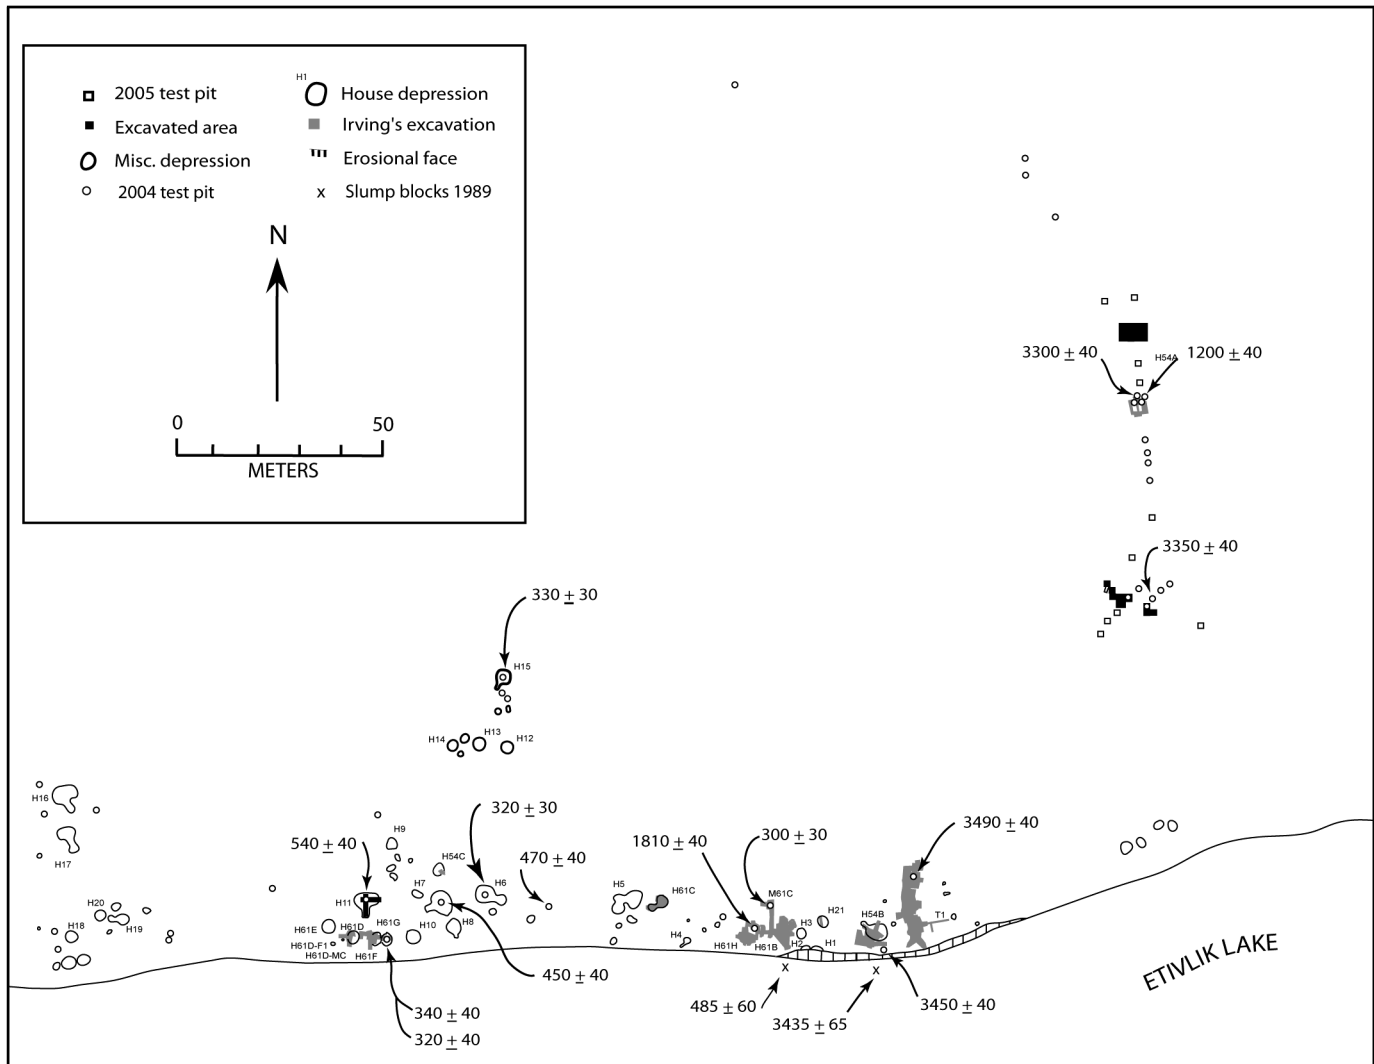 H1
2005 test pit
House depression
Excavated area
Irving's excavation
Misc. depression
Erosional face
2004 test pit
x Slump blocks 1989
N
0 50
METERS
3300 ± 40
H54A
1200 ± 40
3350 ± 40
330 ± 30
H15
H14
H13
H12
H16
H17
320 ± 30
540 ± 40
H9
H54C
470 ± 40
1810 ± 40
300 ± 30
3490 ± 40
H20
H19
H18
H11
H7
H6
H5
H61C
M61C
H21
H54B
T1
H61E
H61D
H61G
H10
H8
H4
H61H
H61B
H3
H2
H1
H61D-F1
H61D-MC
H61F
x
x
450 ± 40
485 ± 60
3435 ± 65
3450 ± 40
340 ± 40
320 ± 40
ETIVLIK LAKE